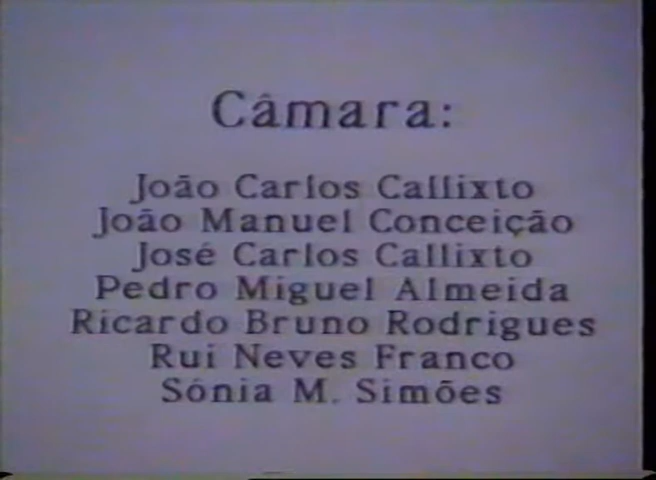 Câmara:
João Carlos Callixto
João Manuel Conceição
José Carlos Callixto
Pedro Miguel Almeida
Ricardo Bruno Rodrigues
Rui Neves Franco
Sónia M. Simões